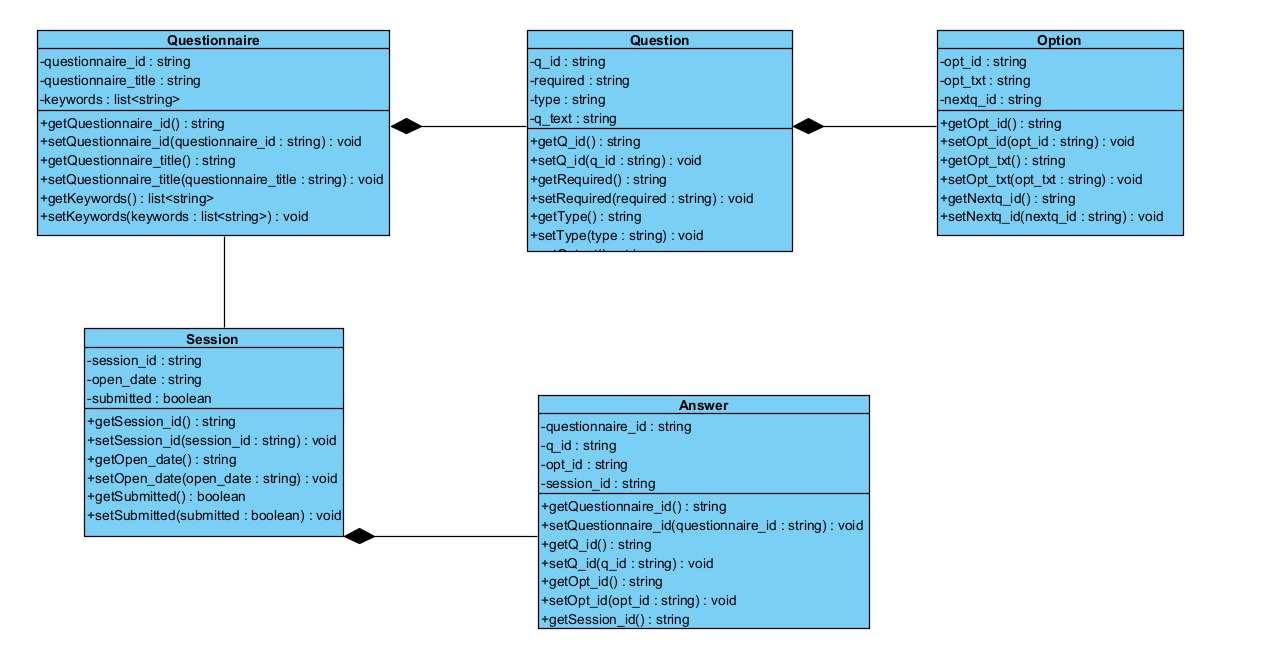 Questionnaire
-questionnaire_id : string
-questionnaire_title : string
-keywords : list<string>
+getQuestionnaire_id() : string
+setQuestionnaire_id(questionnaire_id : string) : void
+getQuestionnaire_title() : string
+setQuestionnaire_title(questionnaire_title : string) : void
+getKeywords() : list<string>
+setKeywords(keywords : list<string>) : void
Question
-q_id : string
-required : string
-type : string
-q_text : string
+getQ_id() : string
+setQ_id(q_id : string) : void
+getRequired() : string
+setRequired(required : string) : void
+getType() : string
+setType(type : string) : void
Option
-opt_id : string
-opt_txt : string
-nextq_id : string
+getOpt_id() : string
+setOpt_id(opt_id : string) : void
+getOpt_txt() : string
+setOpt_txt(opt_txt : string) : void
+getNextq_id() : string
+setNextq_id(nextq_id : string) : void
Session
-session_id : string
-open_date : string
-submitted : boolean
+getSession_id() : string
+setSession_id(session_id : string) : void
+getOpen_date() : string
+setOpen_date(open_date : string) : void
+getSubmitted() : boolean
+setSubmitted(submitted : boolean) : void
Answer
-questionnaire_id : string
-q_id : string
-opt_id : string
-session_id : string
+getQuestionnaire_id() : string
+setQuestionnaire_id(questionnaire_id : string) : void
+getQ_id() : string
+setQ_id(q_id : string) : void
+getOpt_id() : string
+setOpt_id(opt_id : string) : void
+getSession_id() : string